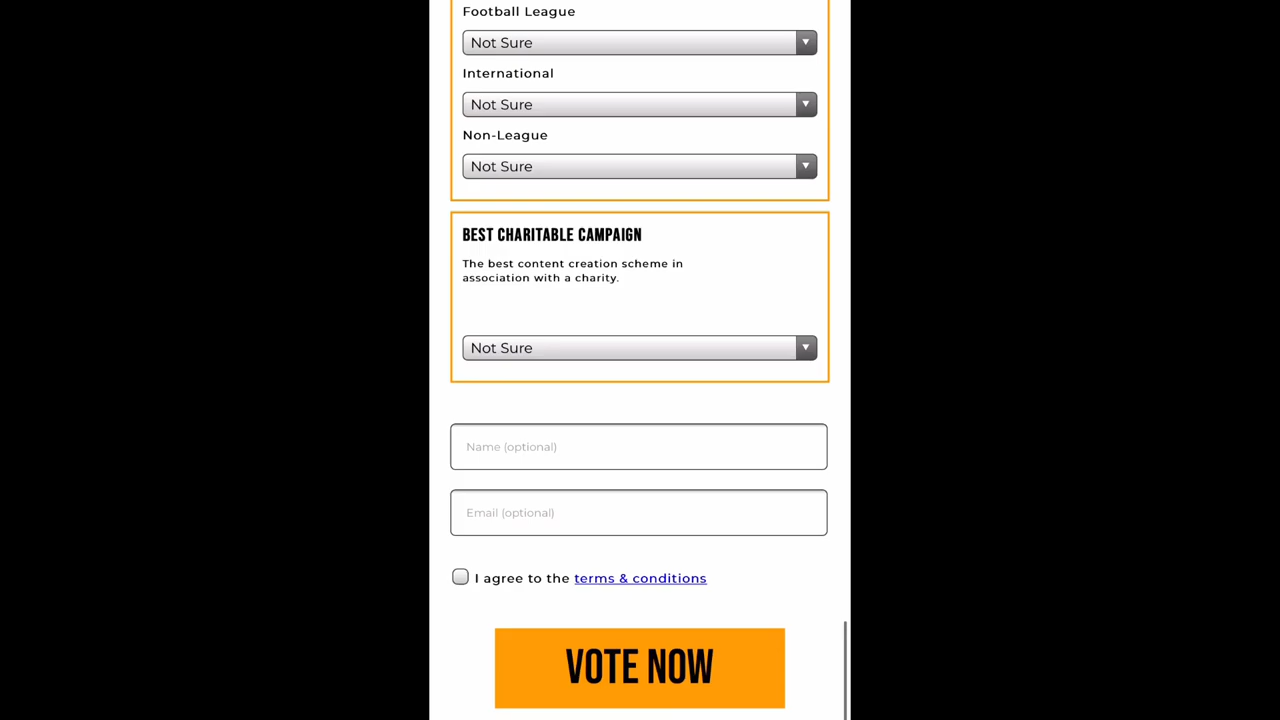 Football League
Not Sure
International
Not Sure
Non-League
Not Sure
BEST CHARITABLE CAMPAIGN
The best content creation scheme in
association with a charity.
Not Sure
Name (optional)
Email (optional)
I agree to the terms & conditions
VOTE NOW